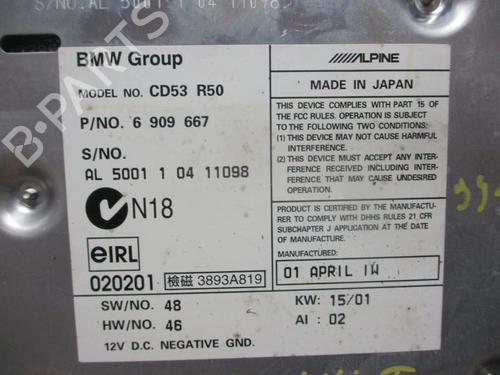 S/NO. AL 5001 1 04 11098
BMW Group
MODEL NO. CD53 R50
P/NO. 6 909 667
S/NO.
AL 5001 1 04 11098
N18
eIRL
020201 檢磁 3893A819
SW/NO. 48
HW/NO. 46
12V D.C. NEGATIVE GND.
ALPINE
MADE IN JAPAN
THIS DEVICE COMPLIES WITH PART 15 OF
THE FCC RULES. OPERATION IS SUBJECT
TO THE FOLLOWING TWO CONDITIONS:
(1) THIS DEVICE MAY NOT CAUSE HARMFUL
INTERFERENCE.
(2) THIS DEVICE MUST ACCEPT ANY INTER-
FERENCE RECEIVED INCLUDING INTER-
FERENCE THAT MAY CAUSE UNDESIRED
OPERATION.
PRODUCT IS CERTIFIED BY THE MANUFACTU-
RER TO COMPLY WITH DHHS RULES 21 CFR
SUBCHAPTER J APPLICATION AT THE DATE
OF MANUFACTURE.
MANUFACTURED:
01 APRIL IW
KW: 15/01
AI : 02